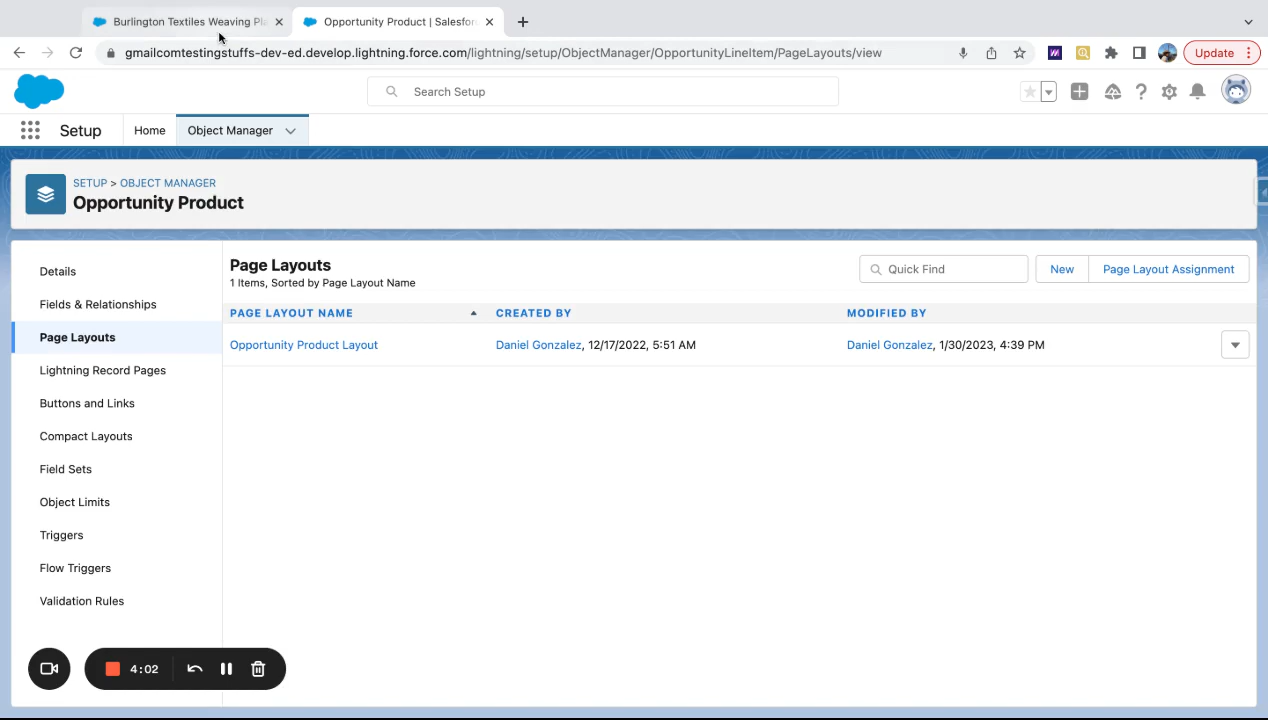 Burlington Textiles Weaving Pla
Opportunity Product | Salesfor
gmailcomtestingstuffs-dev-ed.develop.lightning.force.com/lightning/setup/ObjectManager/OpportunityLineItem/PageLayouts/view
Update
Search Setup
Setup
Home
Object Manager
SETUP > OBJECT MANAGER
Opportunity Product
Details
Fields & Relationships
Page Layouts
Lightning Record Pages
Buttons and Links
Compact Layouts
Field Sets
Object Limits
Triggers
Flow Triggers
Validation Rules
Page Layouts
1 Items, Sorted by Page Layout Name
Quick Find
New
Page Layout Assignment
PAGE LAYOUT NAME CREATED BY MODIFIED BY
Opportunity Product Layout Daniel Gonzalez, 12/17/2022, 5:51 AM Daniel Gonzalez, 1/30/2023, 4:39 PM
4:02